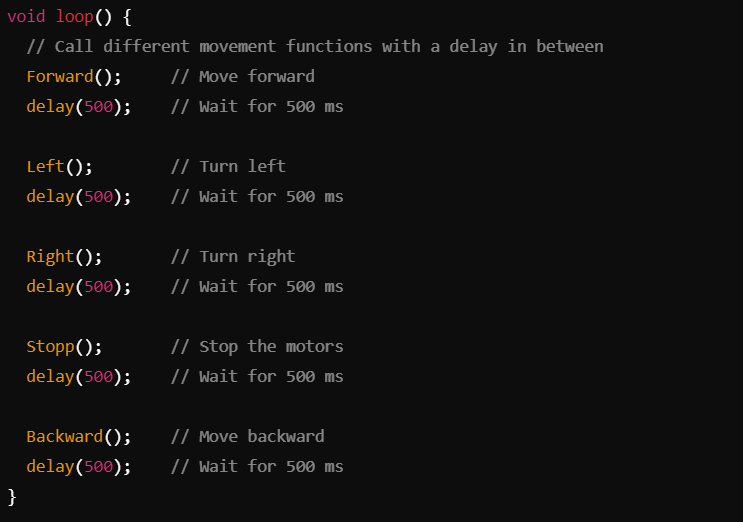 void loop() {
  // Call different movement functions with a delay in between
  Forward();     // Move forward
  delay(500);    // Wait for 500 ms

  Left();        // Turn left
  delay(500);    // Wait for 500 ms

  Right();       // Turn right
  delay(500);    // Wait for 500 ms

  Stopp();       // Stop the motors
  delay(500);    // Wait for 500 ms

  Backward();    // Move backward
  delay(500);    // Wait for 500 ms
}